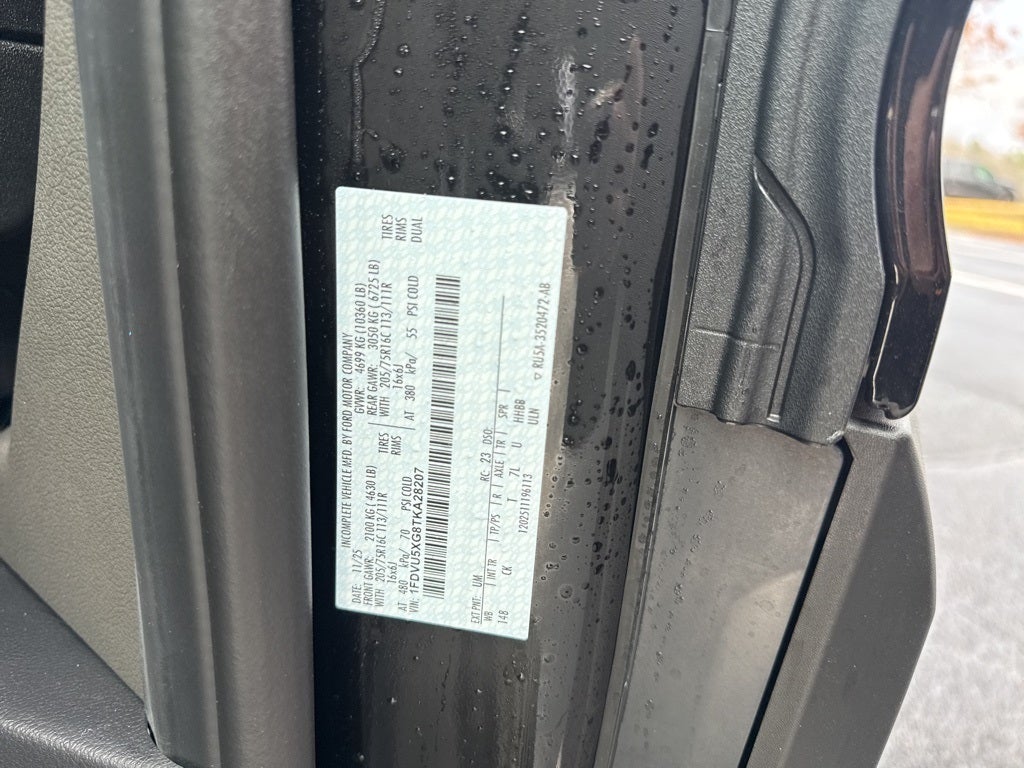 INCOMPLETE VEHICLE MFD. BY FORD MOTOR COMPANY
DATE: 11/25 GVWR: 4699 KG (10360 LB)
FRONT GAWR: 2100 KG (4630 LB) REAR GAWR: 3050 KG (6725 LB)
WITH 205/75R16C 113/111R TIRES WITH 205/75R16C 113/111R TIRES
16x6J RIMS 16x6J RIMS
AT 480 kPa/ 70 PSI COLD AT 380 kPa/ 55 PSI COLD DUAL
VIN: 1FDVU5XG8TKA28207
EXT PNT: UM RC: 23 DSO:
WB INT TR TP/PS R AXLE TR SPR
148 CK T 7L U HHBB
1202511196113 ULN
▽ RU5A-3520472-AB